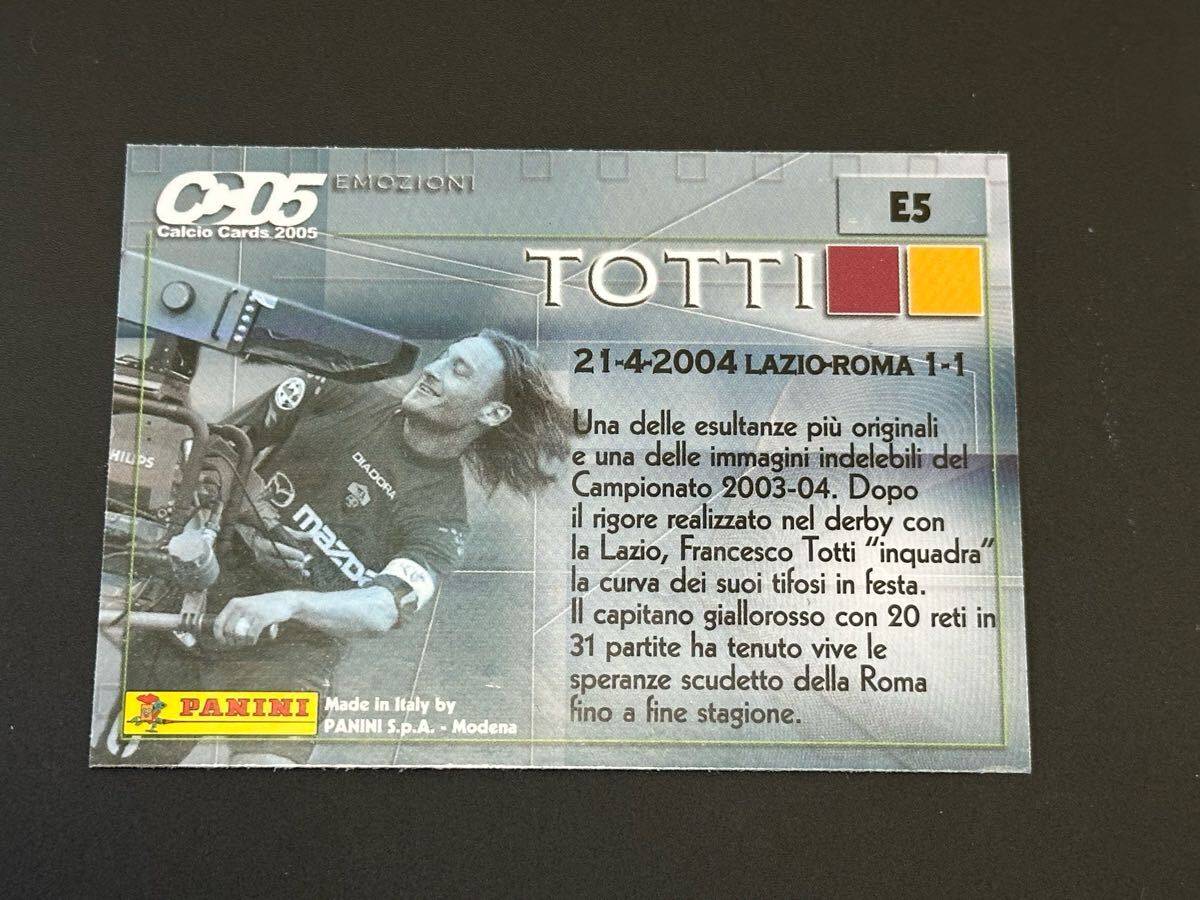 CC05 EMOZIONI
Calcio Cards 2005
E5
TOTTI
21-4-2004 LAZIO-ROMA 1-1
Una delle esultanze più originali
e una delle immagini indelebili del
Campionato 2003-04. Dopo
il rigore realizzato nel derby con
la Lazio, Francesco Totti "inquadra"
la curva dei suoi tifosi in festa.
Il capitano giallorosso con 20 reti in
31 partite ha tenuto vive le
speranze scudetto della Roma
fino a fine stagione.
PHILIPS
DIADORA
mazda
PANINI
Made in Italy by
PANINI S.p.A. - Modena